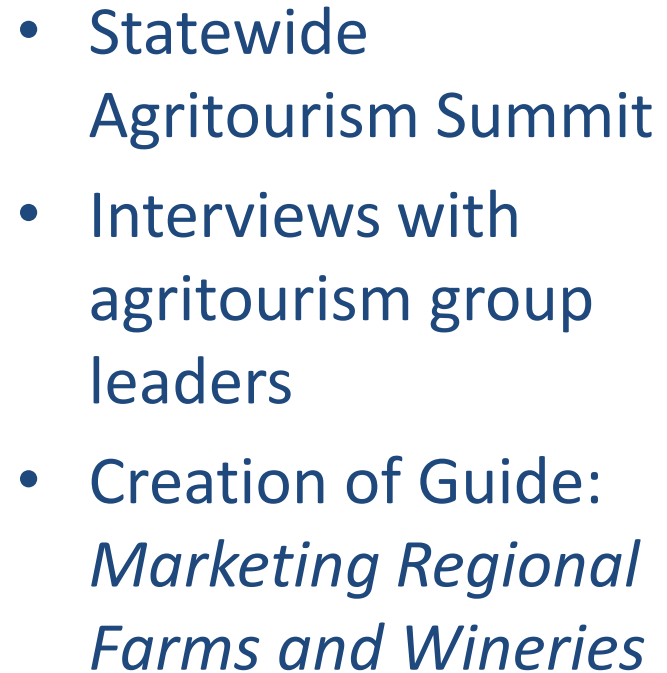 • Statewide
Agritourism Summit
• Interviews with
agritourism group
leaders
• Creation of Guide:
Marketing Regional
Farms and Wineries